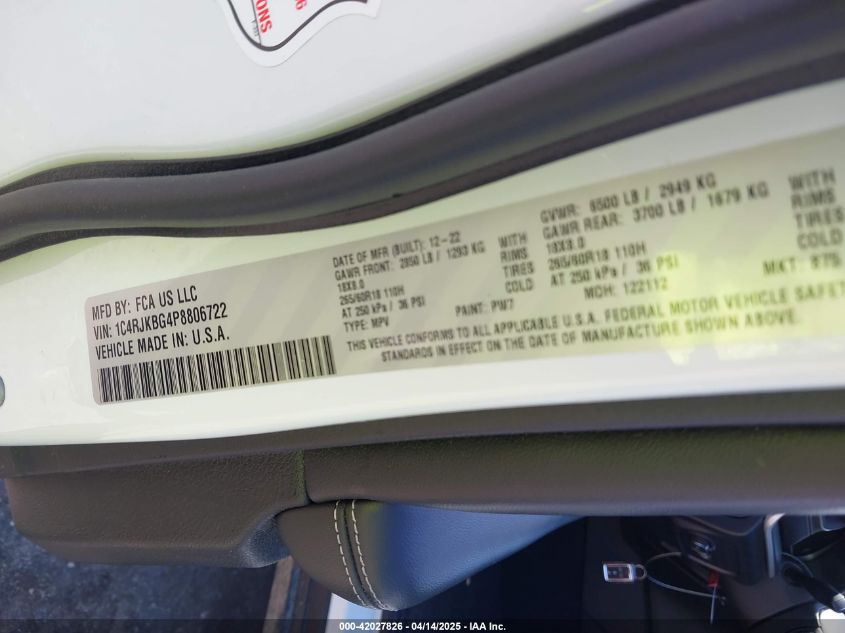 IONS
MFD BY: FCA US LLC
VIN: 1C4RJKBG4P8806722
VEHICLE MADE IN: U.S.A.
DATE OF MFR (BUILT): 12-22
GAWR FRONT: 2850 LB / 1293 KG WITH
18X8.0 RIMS
265/60R18 110H TIRES
AT 250 kPa / 36 PSI COLD
TYPE: MPV PAINT: PW7
GVWR: 6500 LB / 2949 KG
GAWR REAR: 3700 LB / 1679 KG WITH
18X8.0 RIMS
265/60R18 110H TIRES
AT 250 kPa / 36 PSI COLD
MDH: 122112 MKT:
THIS VEHICLE CONFORMS TO ALL APPLICABLE U.S.A. FEDERAL MOTOR VEHICLE SAFET
STANDARDS IN EFFECT ON THE DATE OF MANUFACTURE SHOWN ABOVE.
000-42027826 - 04/14/2025 - IAA Inc.